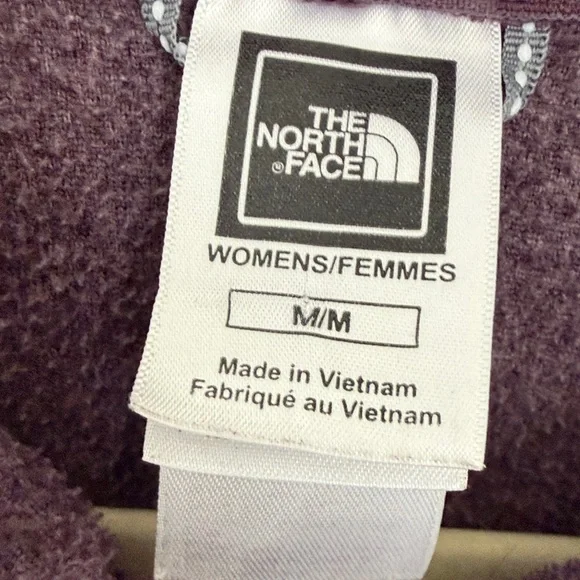 THE
NORTH
®FACE
WOMENS/FEMMES
M/M
Made in Vietnam
Fabriqué au Vietnam